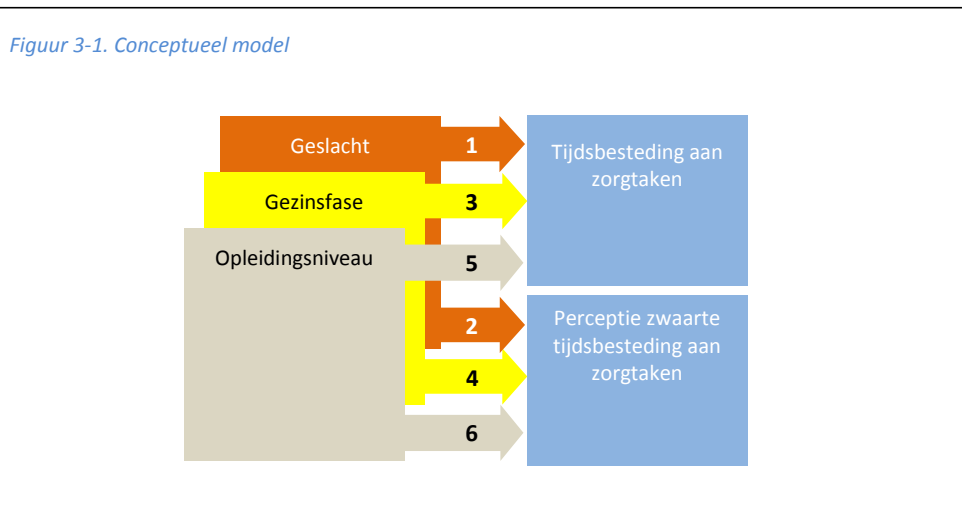 Figuur 3-1. Conceptueel model
Geslacht
1
Tijdsbesteding aan
zorgtaken
Gezinsfase
3
Opleidingsniveau
5
2
Perceptie zwaarte
tijdsbesteding aan
zorgtaken
4
6